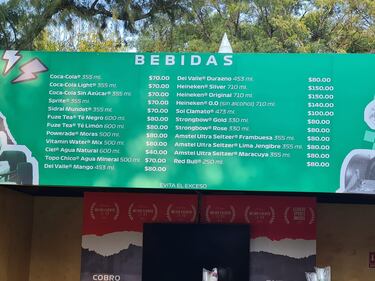 BEBIDAS
Coca-Cola® 355 ml. $70.00
Coca-Cola Light® 355 ml. $70.00
Coca-Cola Sin Azúcar® 355 ml. $70.00
Sprite® 355 ml. $70.00
Sidral Mundet® 355 ml. $70.00
Fuze Tea® Té Negro 600 ml. $80.00
Fuze Tea® Té Limón 600 ml. $80.00
Powerade® Moras 500 ml. $80.00
Vitamin Water® Mix 500 ml. $60.00
Ciel® Agua Natural 600 ml. $40.00
Topo Chico® Agua Mineral 500 ml. $70.00
Del Valle® Mango 453 ml. $80.00
Del Valle® Durazno 453 ml. $80.00
Heineken® Silver 710 ml. $150.00
Heineken® Original 710 ml. $150.00
Heineken® 0.0 (sin alcohol) 710 ml. $140.00
Sol Clamato® 473 ml. $100.00
Strongbow® Gold 330 ml. $80.00
Strongbow® Rose 330 ml. $80.00
Amstel Ultra Seltzer® Frambuesa 355 ml. $80.00
Amstel Ultra Seltzer® Lima Jengibre 355 ml. $80.00
Amstel Ultra Seltzer® Maracuya 355 ml. $80.00
Red Bull® 250 ml. $80.00
EVITA EL EXCESO
COBRO